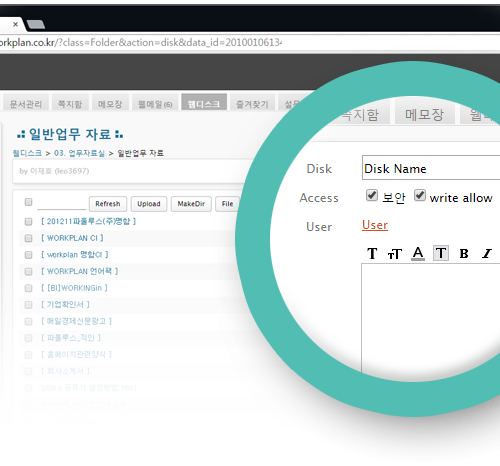 ×
orkplan.co.kr/?class=Folder&action=disk&data_id=20100106134
문서관리 쪽지함 메모장 웹메일(6) 웹디스크 즐겨찾기
일반업무 자료
웹디스크 > 03. 업무자료실 > 일반업무 자료
by 이재호 (leo3697)
Refresh Upload MakeDir File
[ 201211파플루스(주)명함 ]
[ WORKPLAN CI ]
[ workplan 명함CI ]
[ WORKPLAN 언어팩 ]
[ [BI]WORKINGin ]
[ 기업확인서 ]
[ 매일경제신문광고 ]
[ 파플루스_직인 ]
[ 홈페이지관련양식 ]
[ 회사소개서 ]
쪽지함 메모장 웹메
Disk Disk Name
Access 보안 write allow
User User
T тT A T B I